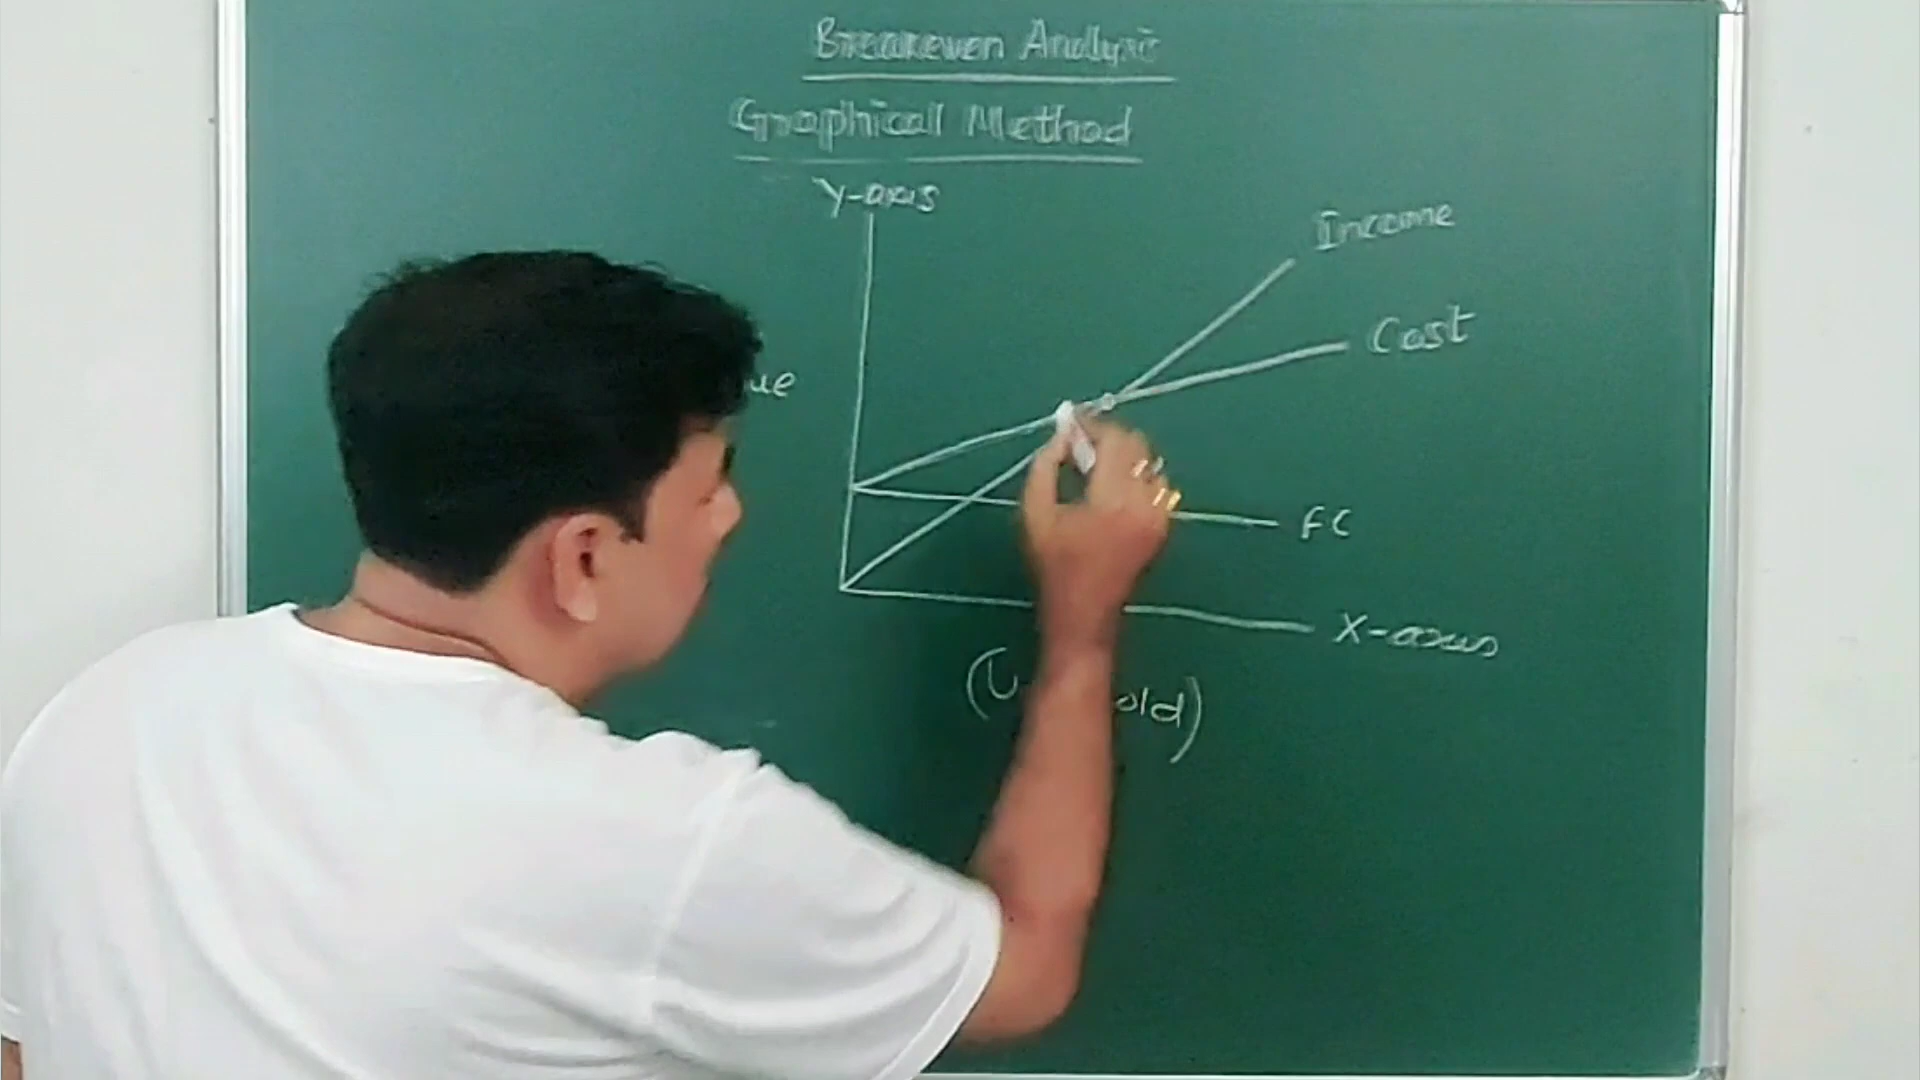 Breakeven Analysis
Graphical Method
Y-axis
Income
Cost
FC
X-axis